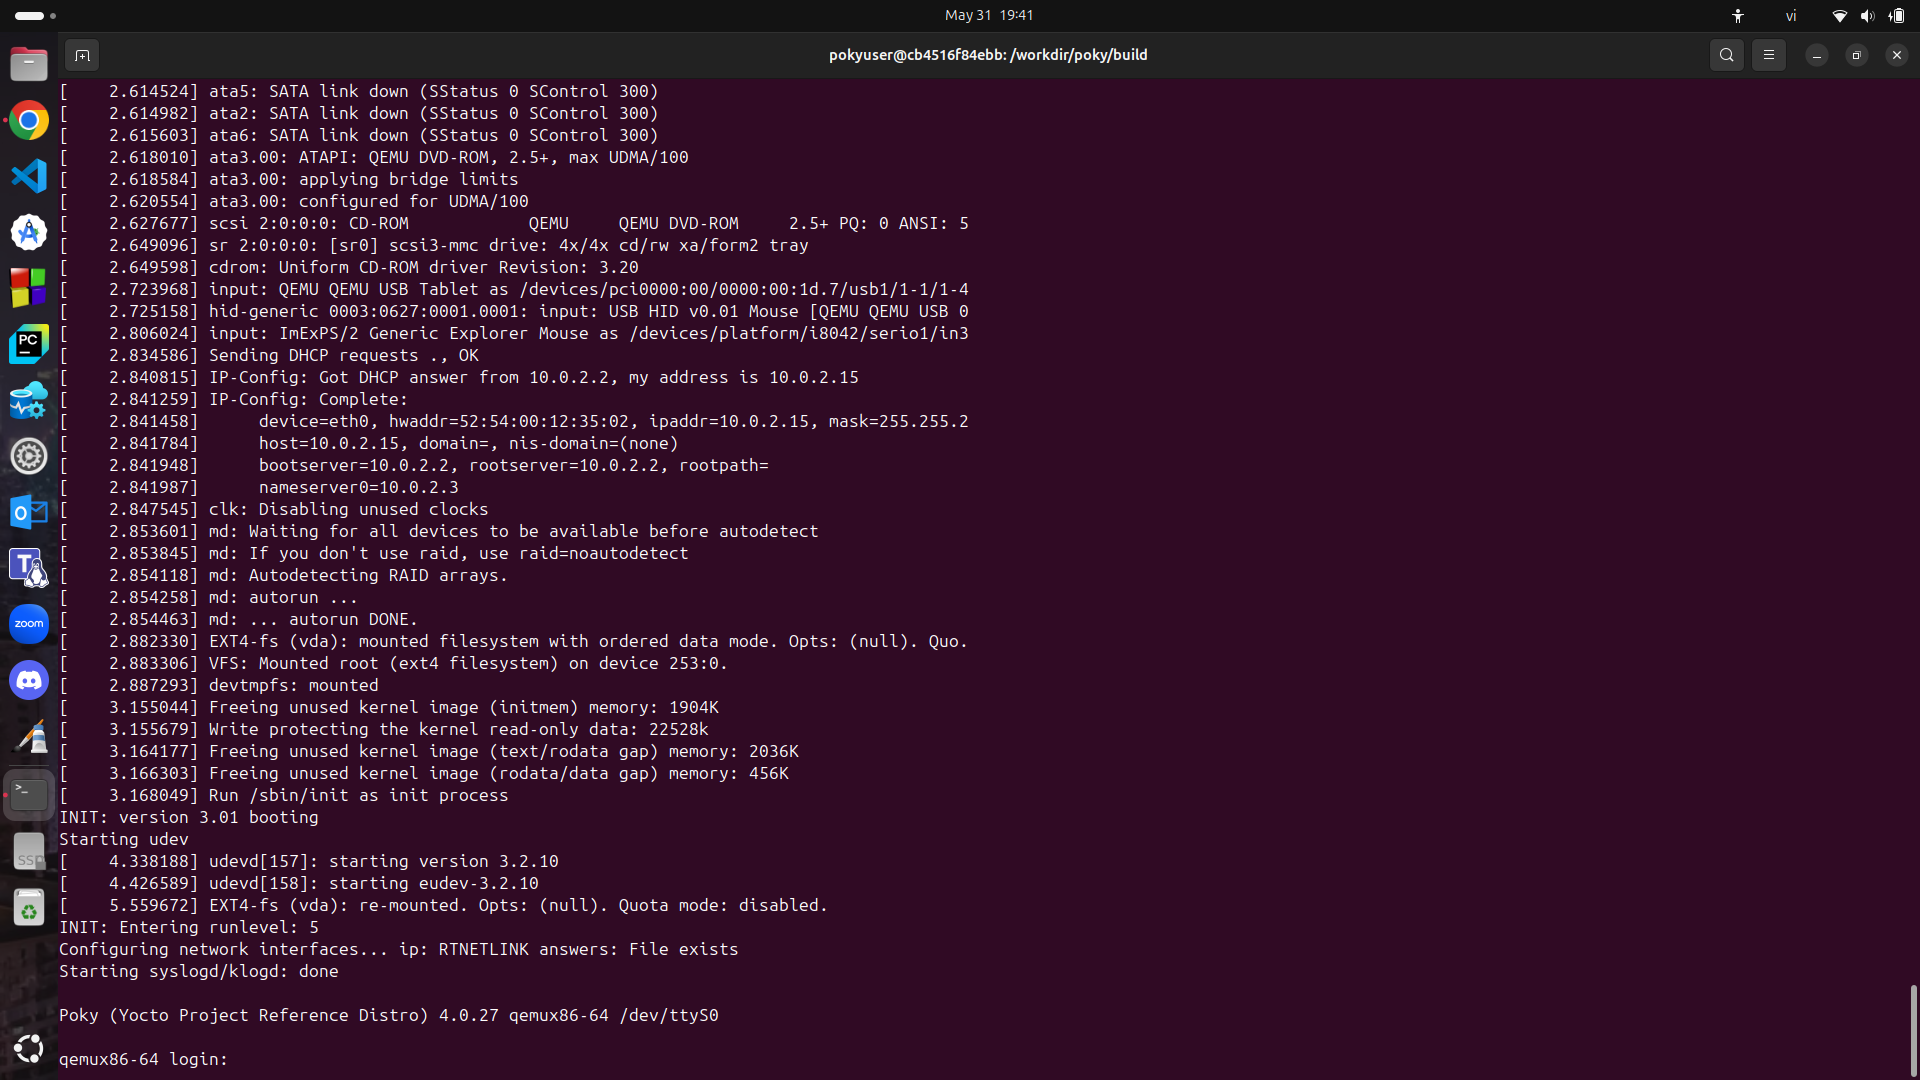 May 31 19:41
vi
pokyuser@cb4516f84ebb: /workdir/poky/build
[    2.614524] ata5: SATA link down (SStatus 0 SControl 300)
[    2.614982] ata2: SATA link down (SStatus 0 SControl 300)
[    2.615603] ata6: SATA link down (SStatus 0 SControl 300)
[    2.618010] ata3.00: ATAPI: QEMU DVD-ROM, 2.5+, max UDMA/100
[    2.618584] ata3.00: applying bridge limits
[    2.620554] ata3.00: configured for UDMA/100
[    2.627677] scsi 2:0:0:0: CD-ROM            QEMU     QEMU DVD-ROM     2.5+ PQ: 0 ANSI: 5
[    2.649096] sr 2:0:0:0: [sr0] scsi3-mmc drive: 4x/4x cd/rw xa/form2 tray
[    2.649598] cdrom: Uniform CD-ROM driver Revision: 3.20
[    2.723968] input: QEMU QEMU USB Tablet as /devices/pci0000:00/0000:00:1d.7/usb1/1-1/1-4
[    2.725158] hid-generic 0003:0627:0001.0001: input: USB HID v0.01 Mouse [QEMU QEMU USB 0
[    2.806024] input: ImExPS/2 Generic Explorer Mouse as /devices/platform/i8042/serio1/in3
[    2.834586] Sending DHCP requests ., OK
[    2.840815] IP-Config: Got DHCP answer from 10.0.2.2, my address is 10.0.2.15
[    2.841259] IP-Config: Complete:
[    2.841458]      device=eth0, hwaddr=52:54:00:12:35:02, ipaddr=10.0.2.15, mask=255.255.2
[    2.841784]      host=10.0.2.15, domain=, nis-domain=(none)
[    2.841948]      bootserver=10.0.2.2, rootserver=10.0.2.2, rootpath=
[    2.841987]      nameserver0=10.0.2.3
[    2.847545] clk: Disabling unused clocks
[    2.853601] md: Waiting for all devices to be available before autodetect
[    2.853845] md: If you don't use raid, use raid=noautodetect
[    2.854118] md: Autodetecting RAID arrays.
[    2.854258] md: autorun ...
[    2.854463] md: ... autorun DONE.
[    2.882330] EXT4-fs (vda): mounted filesystem with ordered data mode. Opts: (null). Quo.
[    2.883306] VFS: Mounted root (ext4 filesystem) on device 253:0.
[    2.887293] devtmpfs: mounted
[    3.155044] Freeing unused kernel image (initmem) memory: 1904K
[    3.155679] Write protecting the kernel read-only data: 22528k
[    3.164177] Freeing unused kernel image (text/rodata gap) memory: 2036K
[    3.166303] Freeing unused kernel image (rodata/data gap) memory: 456K
[    3.168049] Run /sbin/init as init process
INIT: version 3.01 booting
Starting udev
[    4.338188] udevd[157]: starting version 3.2.10
[    4.426589] udevd[158]: starting eudev-3.2.10
[    5.559672] EXT4-fs (vda): re-mounted. Opts: (null). Quota mode: disabled.
INIT: Entering runlevel: 5
Configuring network interfaces... ip: RTNETLINK answers: File exists
Starting syslogd/klogd: done
Poky (Yocto Project Reference Distro) 4.0.27 qemux86-64 /dev/ttyS0
qemux86-64 login:
PC
zoom
SSD